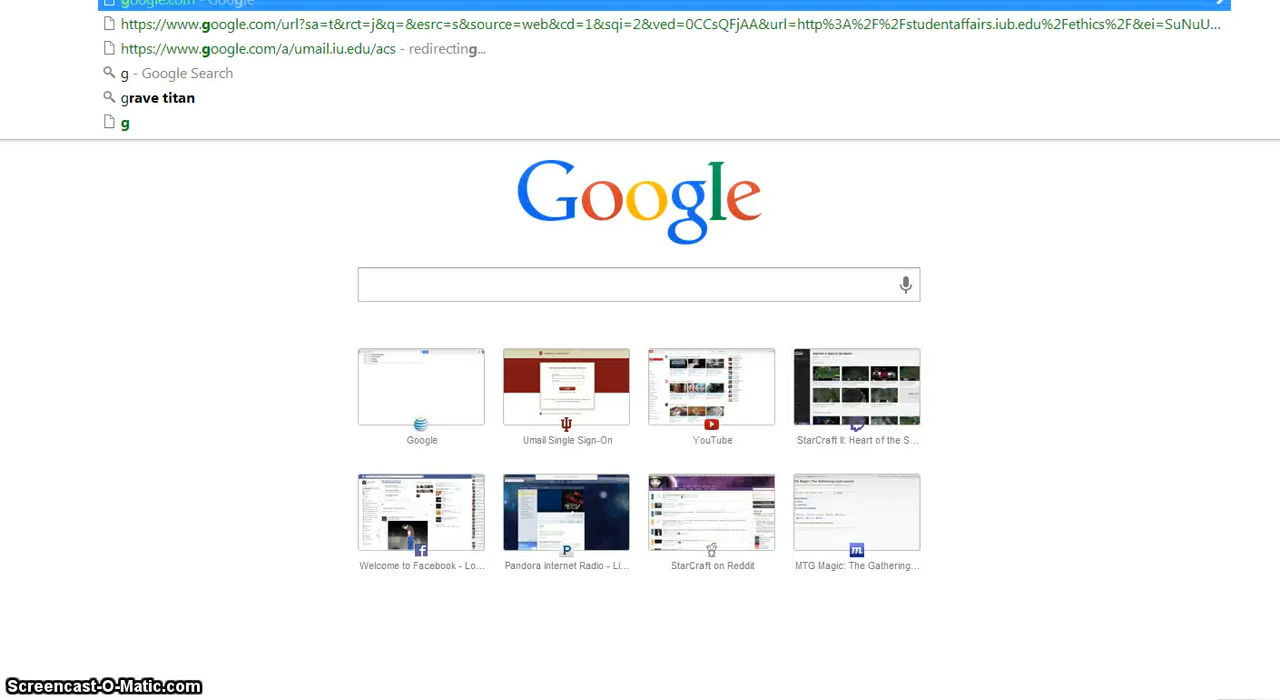 google.com - Google
https://www.google.com/url?sa=t&rct=j&q=&esrc=s&source=web&cd=1&sqi=2&ved=0CCsQFjAA&url=http%3A%2F%2Fstudentaffairs.iub.edu%2Fethics%2F&ei=SuNuU...
https://www.google.com/a/umail.iu.edu/acs - redirecting...
g - Google Search
grave titan
g
Google
Google
Umail Single Sign-On
YouTube
StarCraft II: Heart of the S...
Welcome to Facebook - Lo...
Pandora Internet Radio - Li...
StarCraft on Reddit
MTG Magic: The Gathering...
Screencast-O-Matic.com